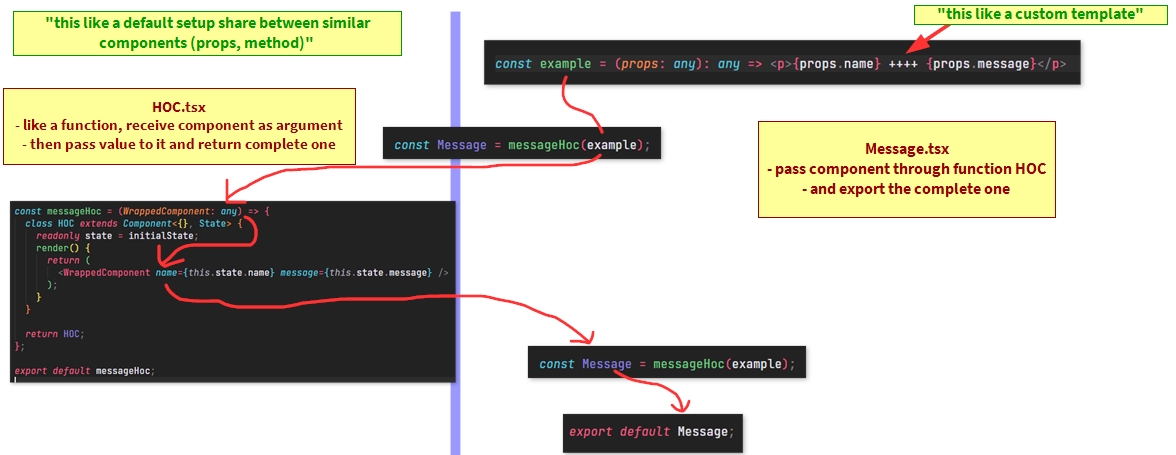 "this like a default setup share between similar
components (props, method)"
"this like a custom template"
const example = (props: any): any => <p>{props.name} ++++ {props.message}</p>
HOC.tsx
- like a function, receive component as argument
- then pass value to it and return complete one
const Message = messageHoc(example);
Message.tsx
- pass component through function HOC
- and export the complete one
const messageHoc = (WrappedComponent: any) => {
class HOC extends Component<{}, State> {
readonly state = initialState;
render() {
return (
<WrappedComponent name={this.state.name} message={this.state.message} />
);
}
}
return HOC;
};
export default messageHoc;
const Message = messageHoc(example);
export default Message;